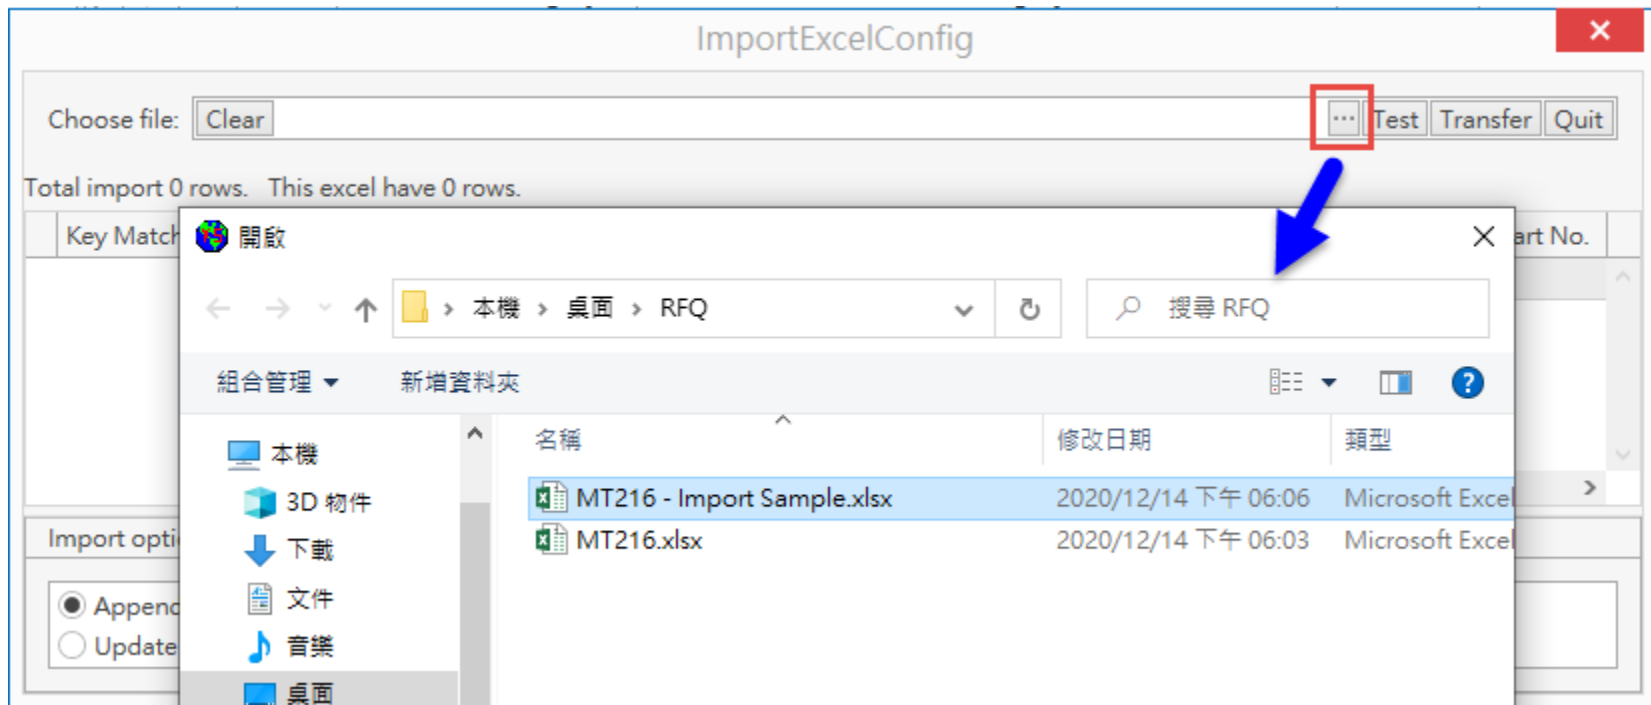 ImportExcelConfig
Choose file: Clear ... Test Transfer Quit
Total import 0 rows. This excel have 0 rows.
Key Match
art No.
開啟
本機 > 桌面 > RFQ
搜尋 RFQ
組合管理 新增資料夾
名稱 修改日期 類型
本機
3D 物件
下載
文件
音樂
桌面
MT216 - Import Sample.xlsx 2020/12/14 下午 06:06 Microsoft Excel
MT216.xlsx 2020/12/14 下午 06:03 Microsoft Excel
Import opti
Append
Update